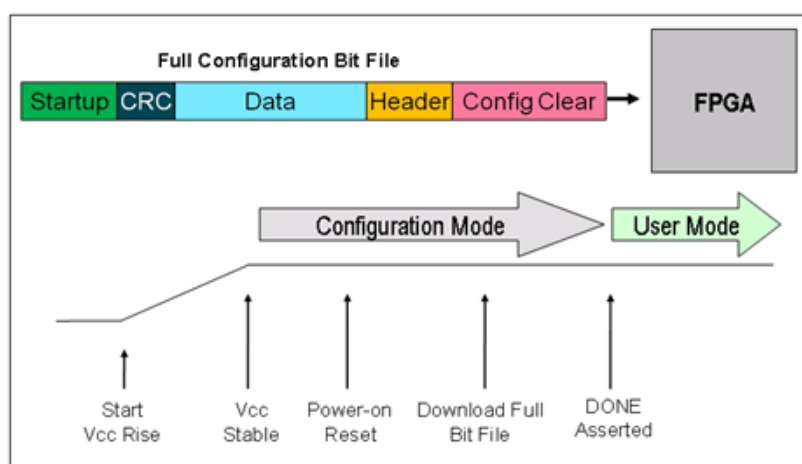 Full Configuration Bit File
Startup CRC Data Header Config Clear
FPGA
Configuration Mode
User Mode
Start
Vcc Rise
Vcc
Stable
Power-on
Reset
Download Full
Bit File
DONE
Asserted